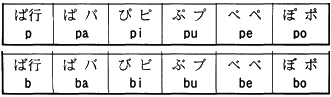 ぱ行 ぱ パ ぴ ピ ぷ プ ぺ ペ ぽ ポ
p pa pi pu pe po
ば行 ば バ び ビ ぶ ブ べ ベ ぼ ボ
b ba bi bu be bo